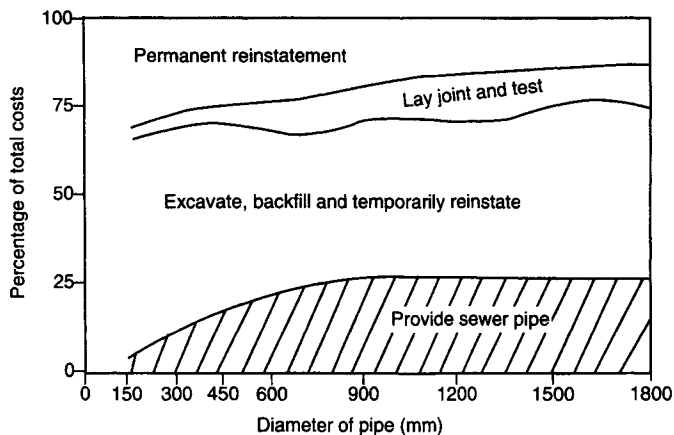 100
Permanent reinstatement
75
Lay joint and test
Percentage of total costs
50
Excavate, backfill and temporarily reinstate
25
Provide sewer pipe
0
0 150 300 450 600 900 1200 1500 1800
Diameter of pipe (mm)